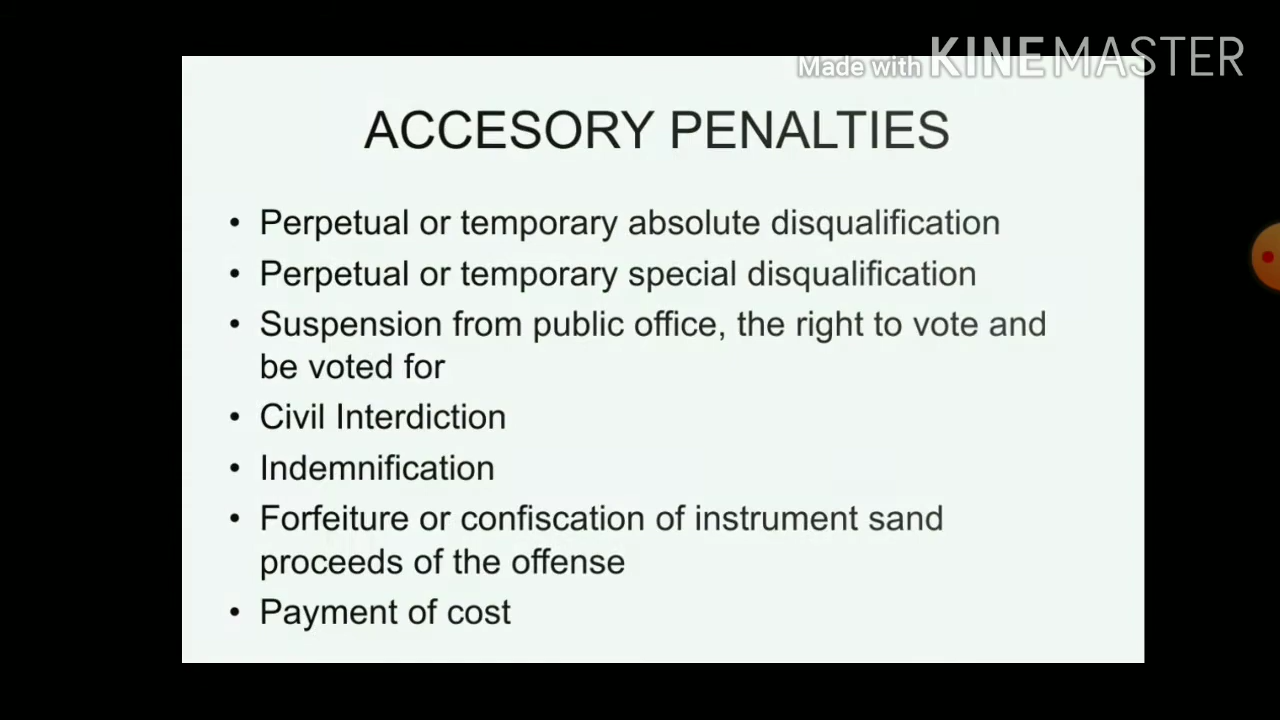 Made with KINEMASTER
ACCESORY PENALTIES
• Perpetual or temporary absolute disqualification
• Perpetual or temporary special disqualification
• Suspension from public office, the right to vote and
be voted for
• Civil Interdiction
• Indemnification
• Forfeiture or confiscation of instrument sand
proceeds of the offense
• Payment of cost